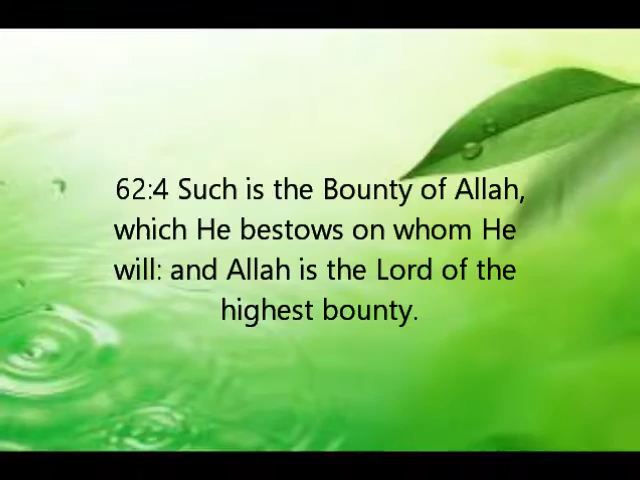 62:4 Such is the Bounty of Allah,
which He bestows on whom He
will: and Allah is the Lord of the
highest bounty.